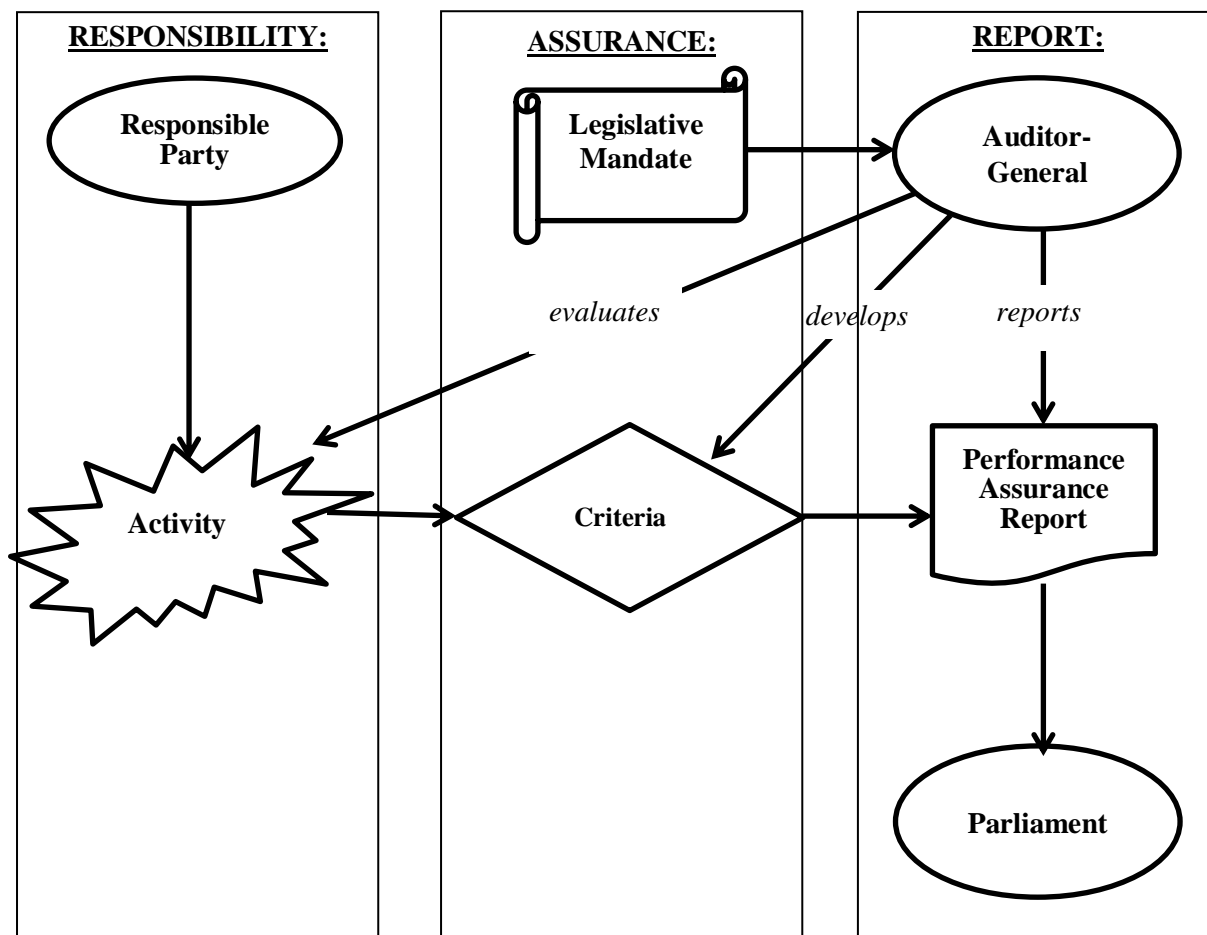 RESPONSIBILITY:
ASSURANCE:
REPORT:
Responsible
Party
Legislative
Mandate
Auditor-
General
evaluates
develops
reports
Activity
Criteria
Performance
Assurance
Report
Parliament